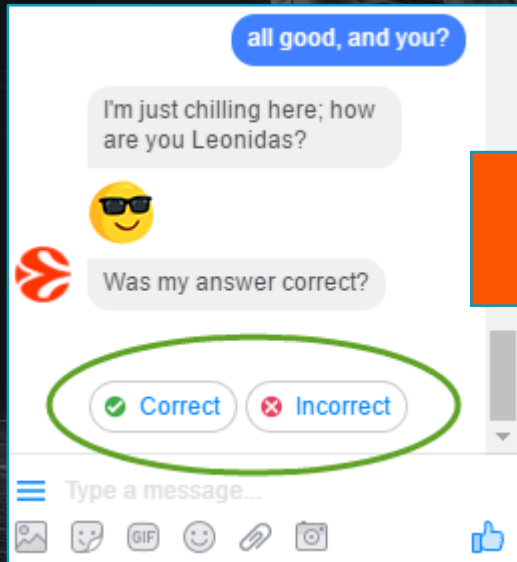 all good, and you?
I'm just chilling here; how
are you Leonidas?
Was my answer correct?
Correct
Incorrect
Type a message...
GIF